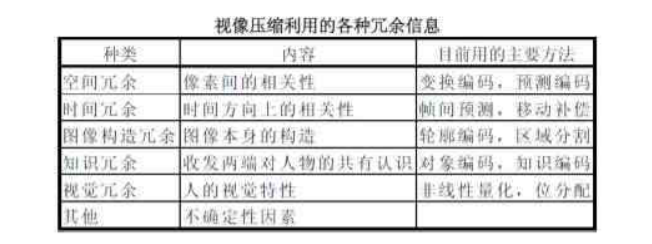 视像压缩利用的各种冗余信息
种类 内容 目前用的主要方法
空间冗余 像素间的相关性 变换编码，预测编码
时间冗余 时间方向上的相关性 帧间预测，移动补偿
图像构造冗余 图像本身的构造 轮廓编码，区域分割
知识冗余 收发两端对人物的共有认识 对象编码，知识编码
视觉冗余 人的视觉特性 非线性量化，位分配
其他 不确定性因素